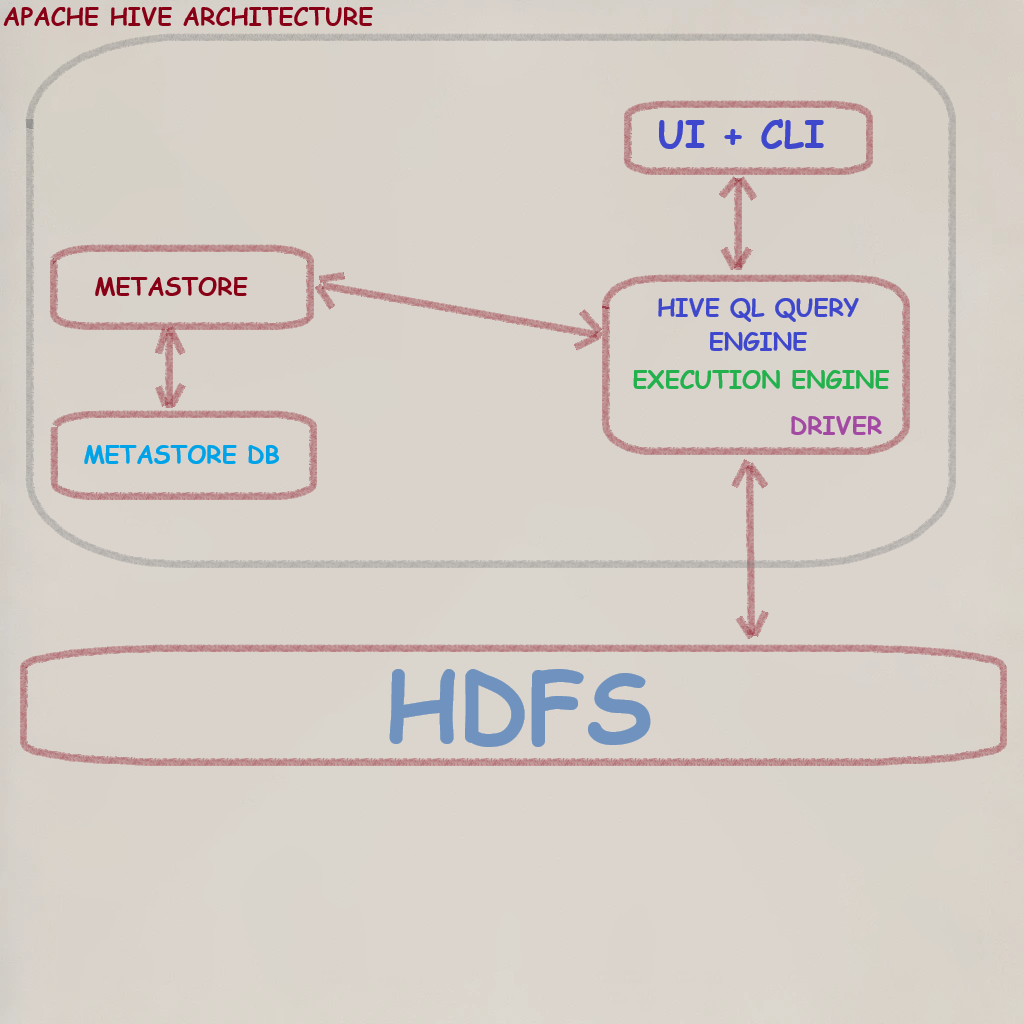 APACHE HIVE ARCHITECTURE
UI + CLI
METASTORE
HIVE QL QUERY
ENGINE
EXECUTION ENGINE
DRIVER
METASTORE DB
HDFS